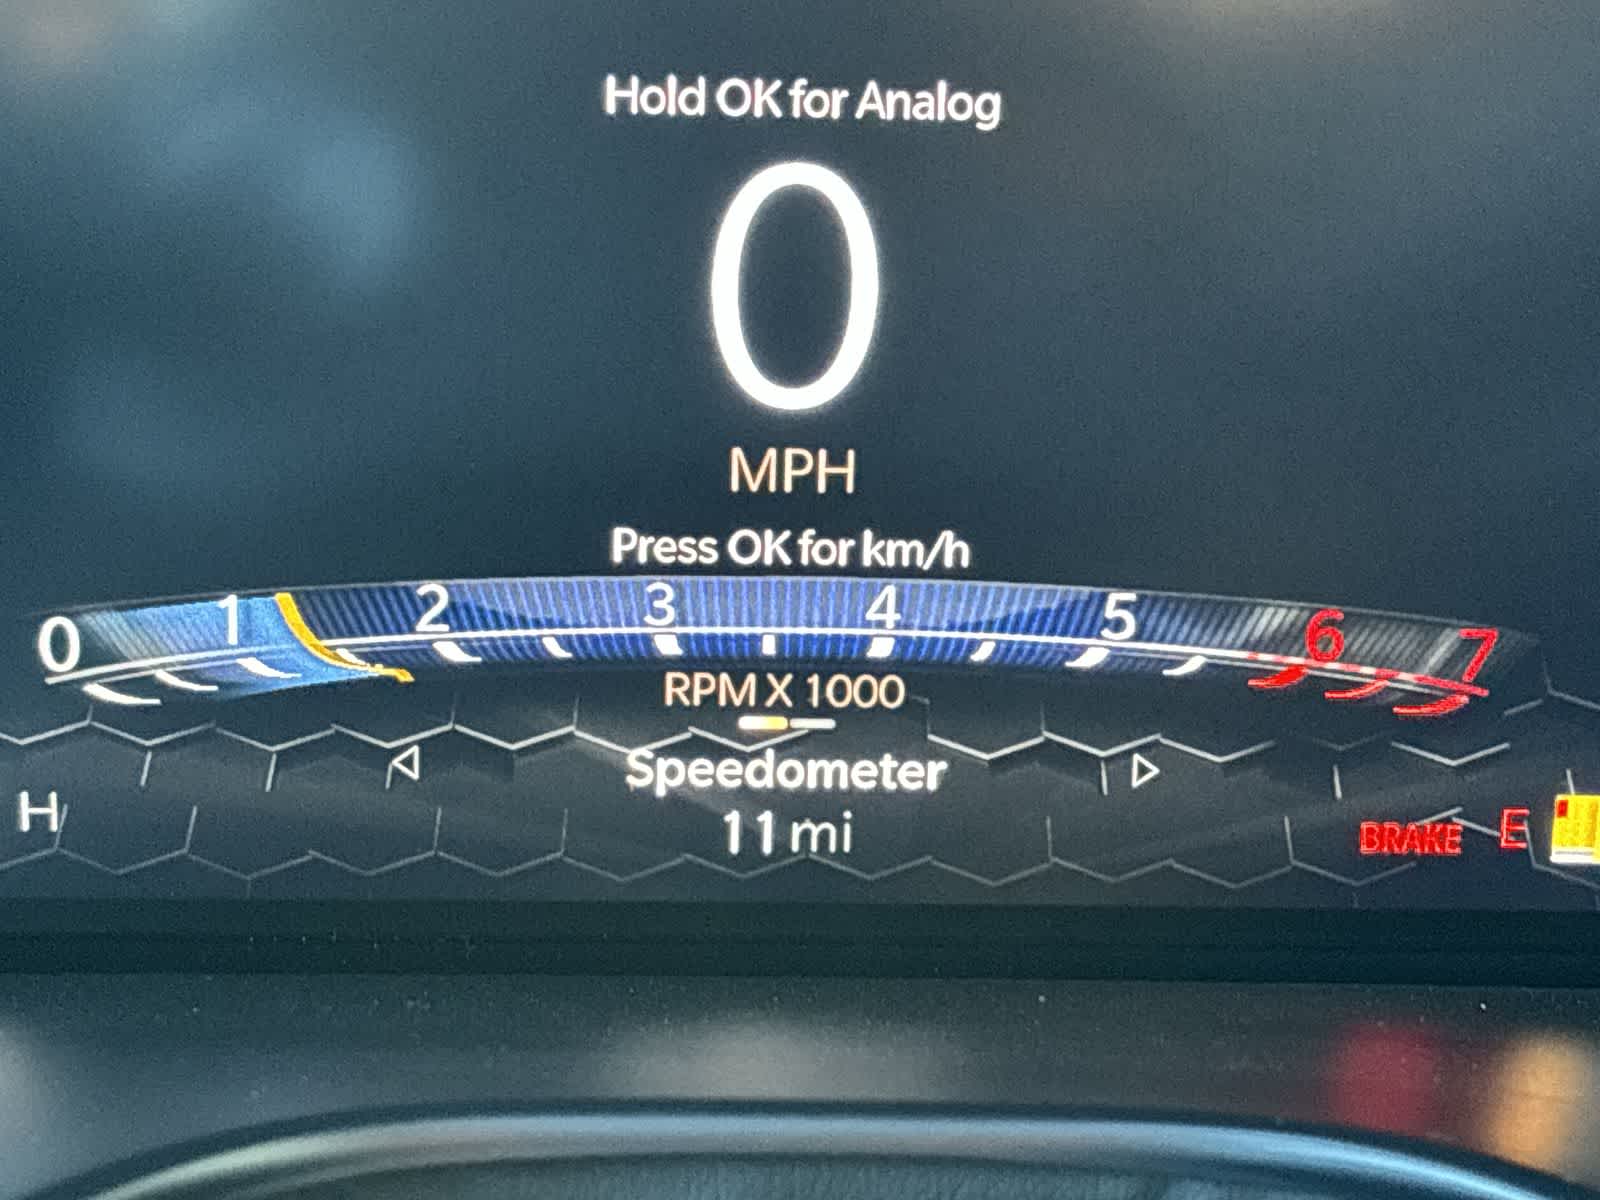 Hold OK for Analog
0
MPH
Press OK for km/h
0 1 2 3 4 5 6 7
RPM X 1000
Speedometer
H
11 mi
BRAKE E